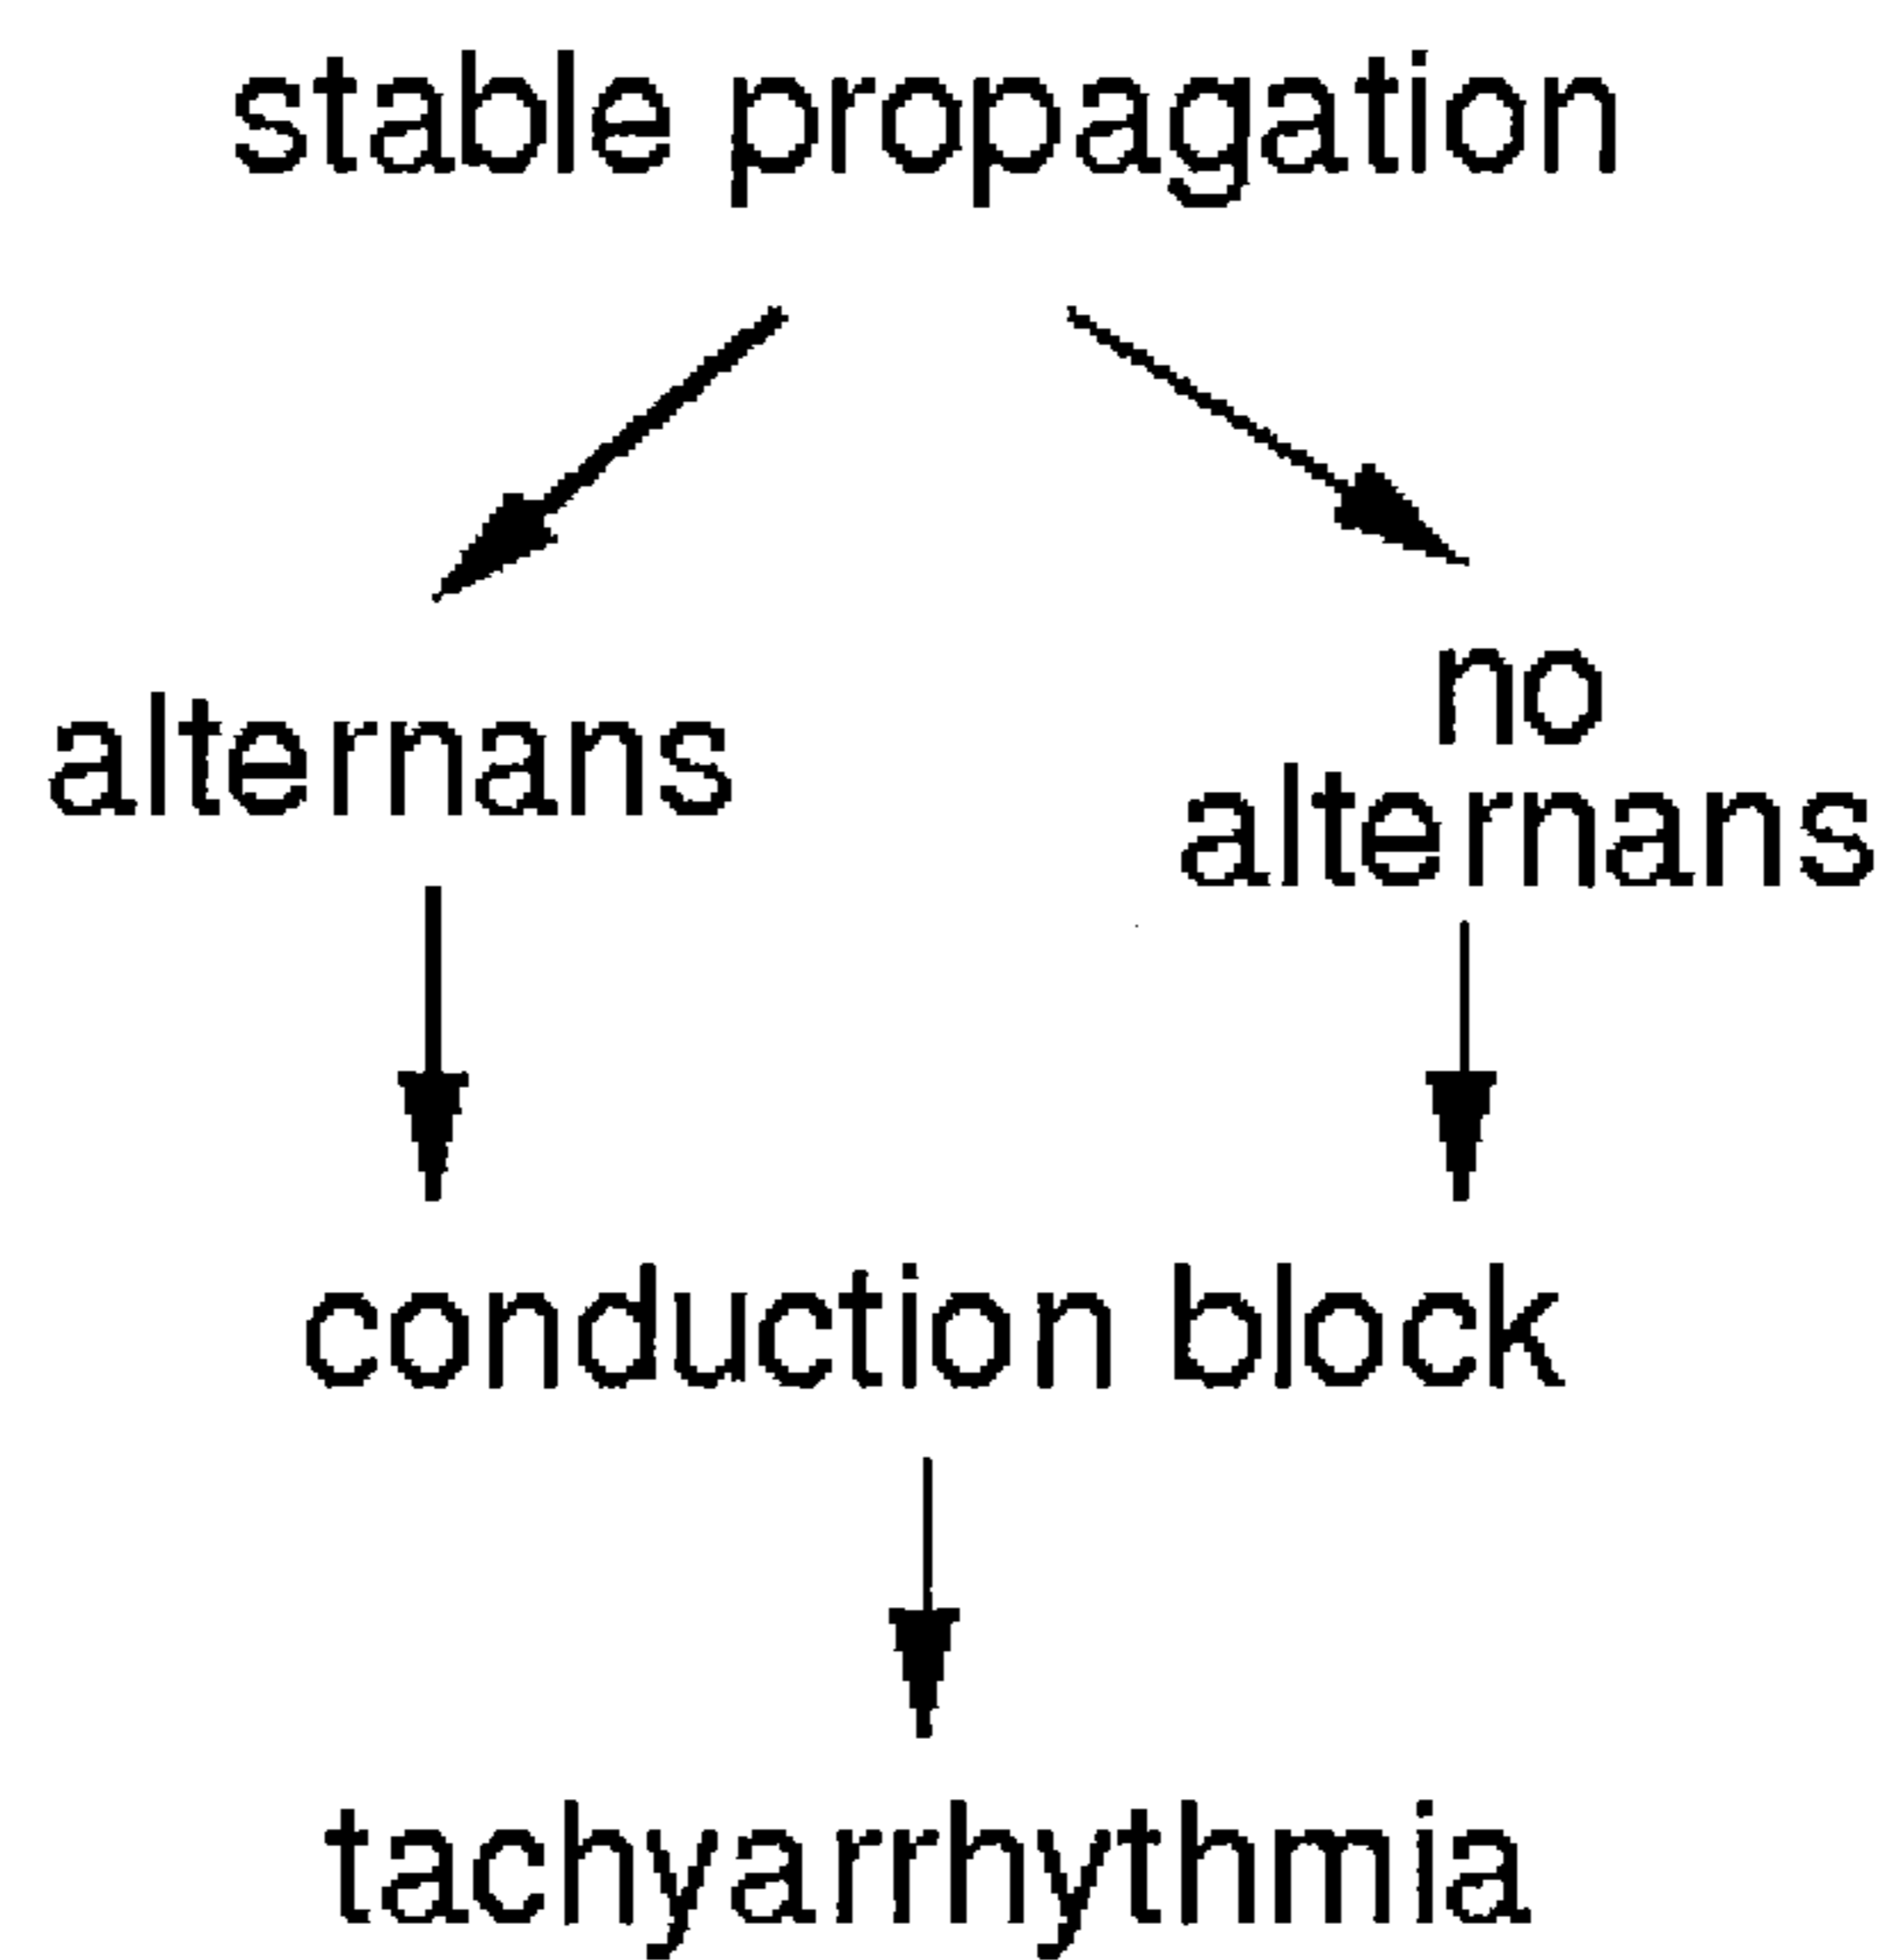 stable propagation
alternans
no
alternans
conduction block
tachyarrhythmia